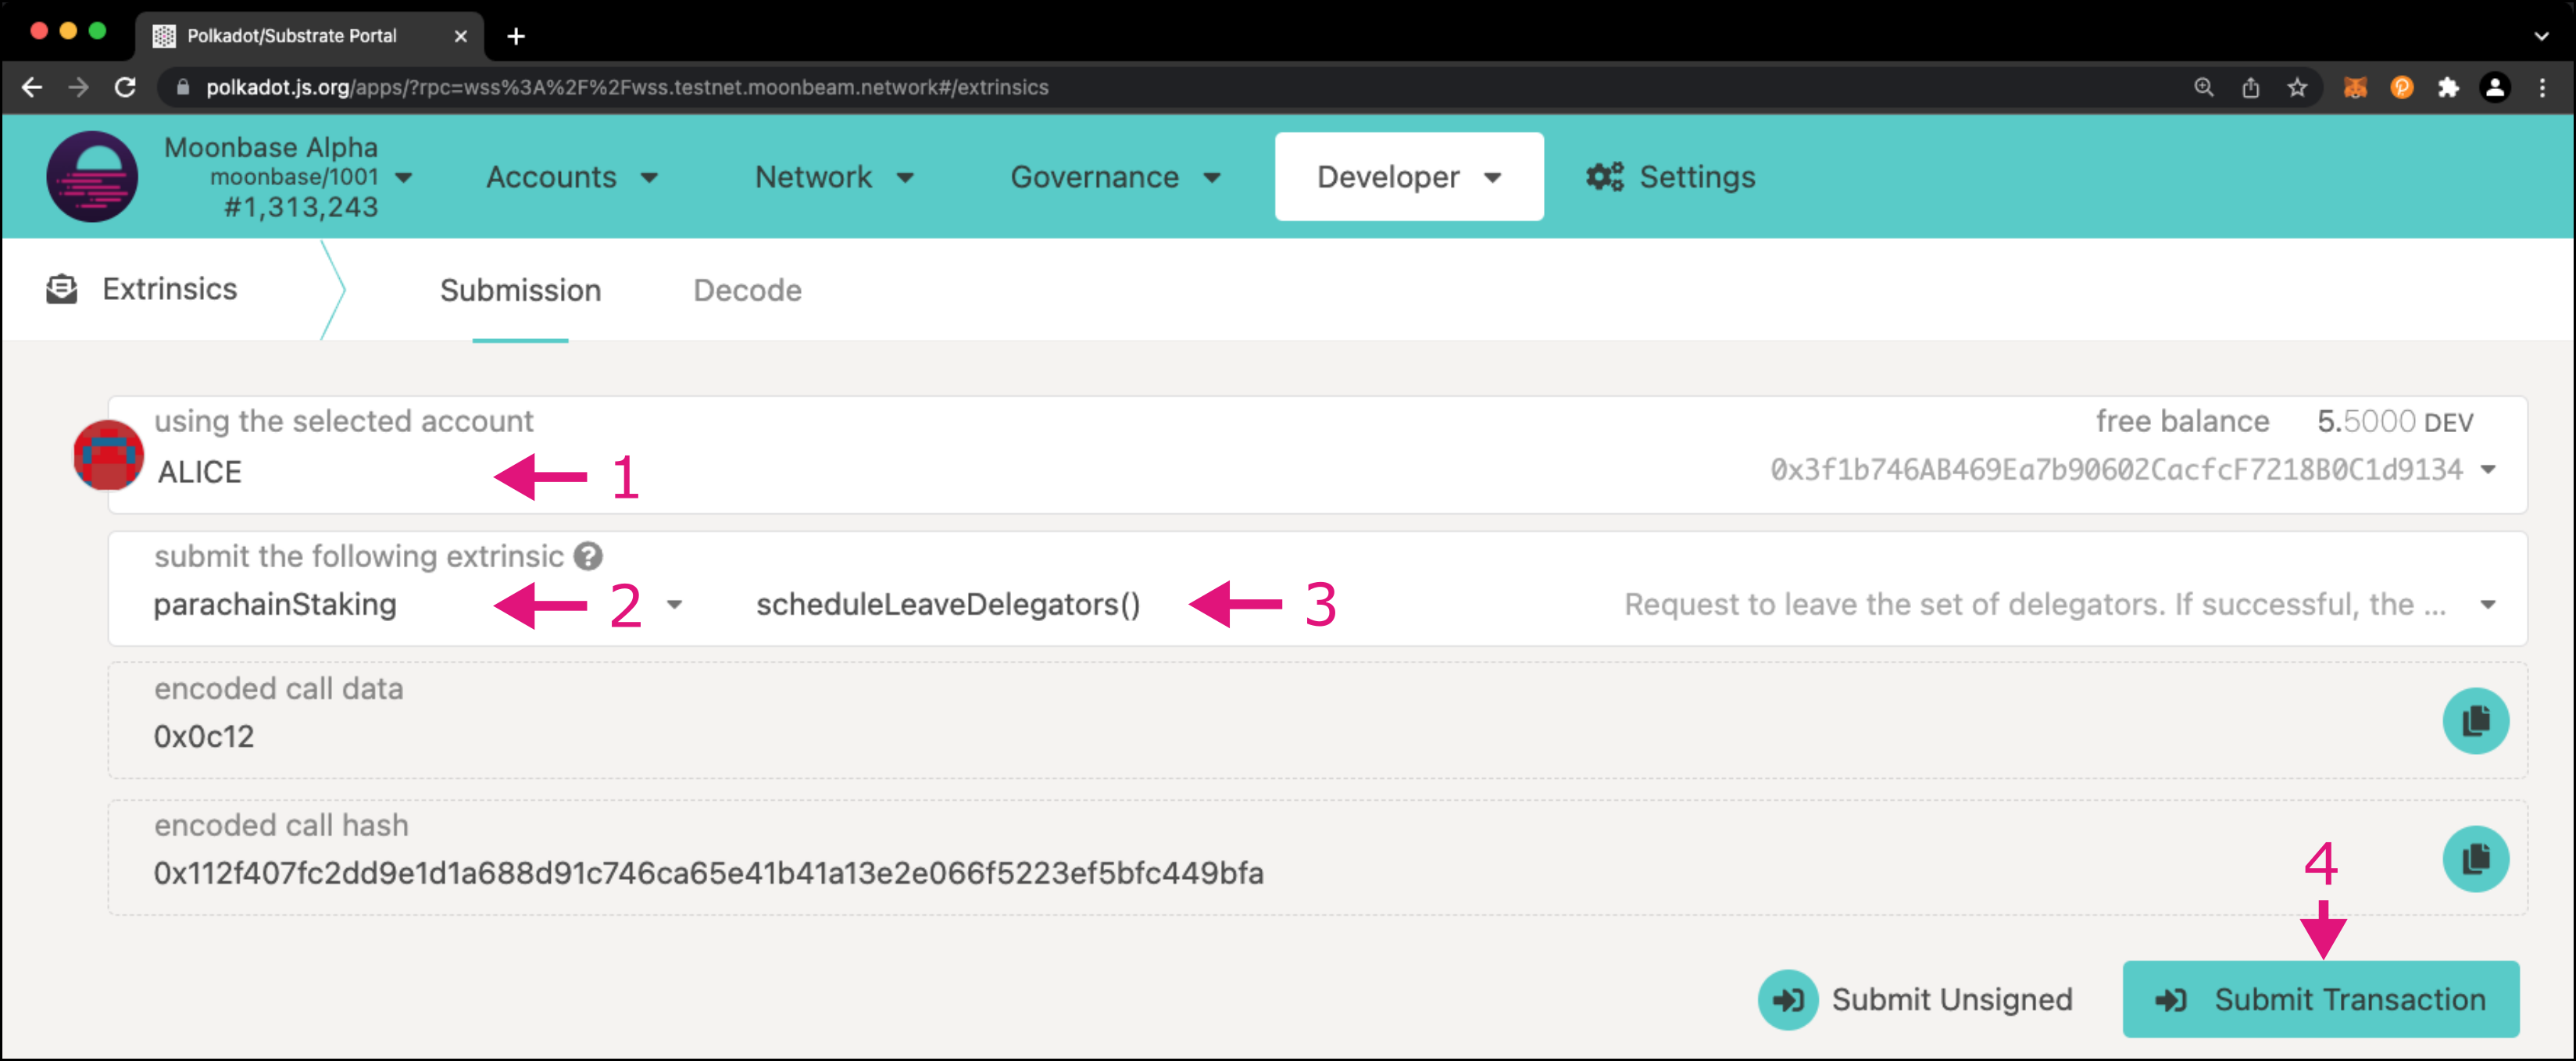 Polkadot/Substrate Portal
polkadot.js.org/apps/?rpc=wss%3A%2F%2Fwss.testnet.moonbeam.network#/extrinsics
Moonbase Alpha
moonbase/1001
#1,313,243
Accounts
Network
Governance
Developer
Settings
Extrinsics
Submission
Decode
using the selected account
free balance 5.5000 DEV
ALICE
1
0x3f1b746AB469Ea7b90602CacfcF7218B0C1d9134
submit the following extrinsic ?
parachainStaking
2
scheduleLeaveDelegators()
3
Request to leave the set of delegators. If successful, the ...
encoded call data
0x0c12
encoded call hash
0x112f407fc2dd9e1d1a688d91c746ca65e41b41a13e2e066f5223ef5bfc449bfa
4
Submit Unsigned
Submit Transaction